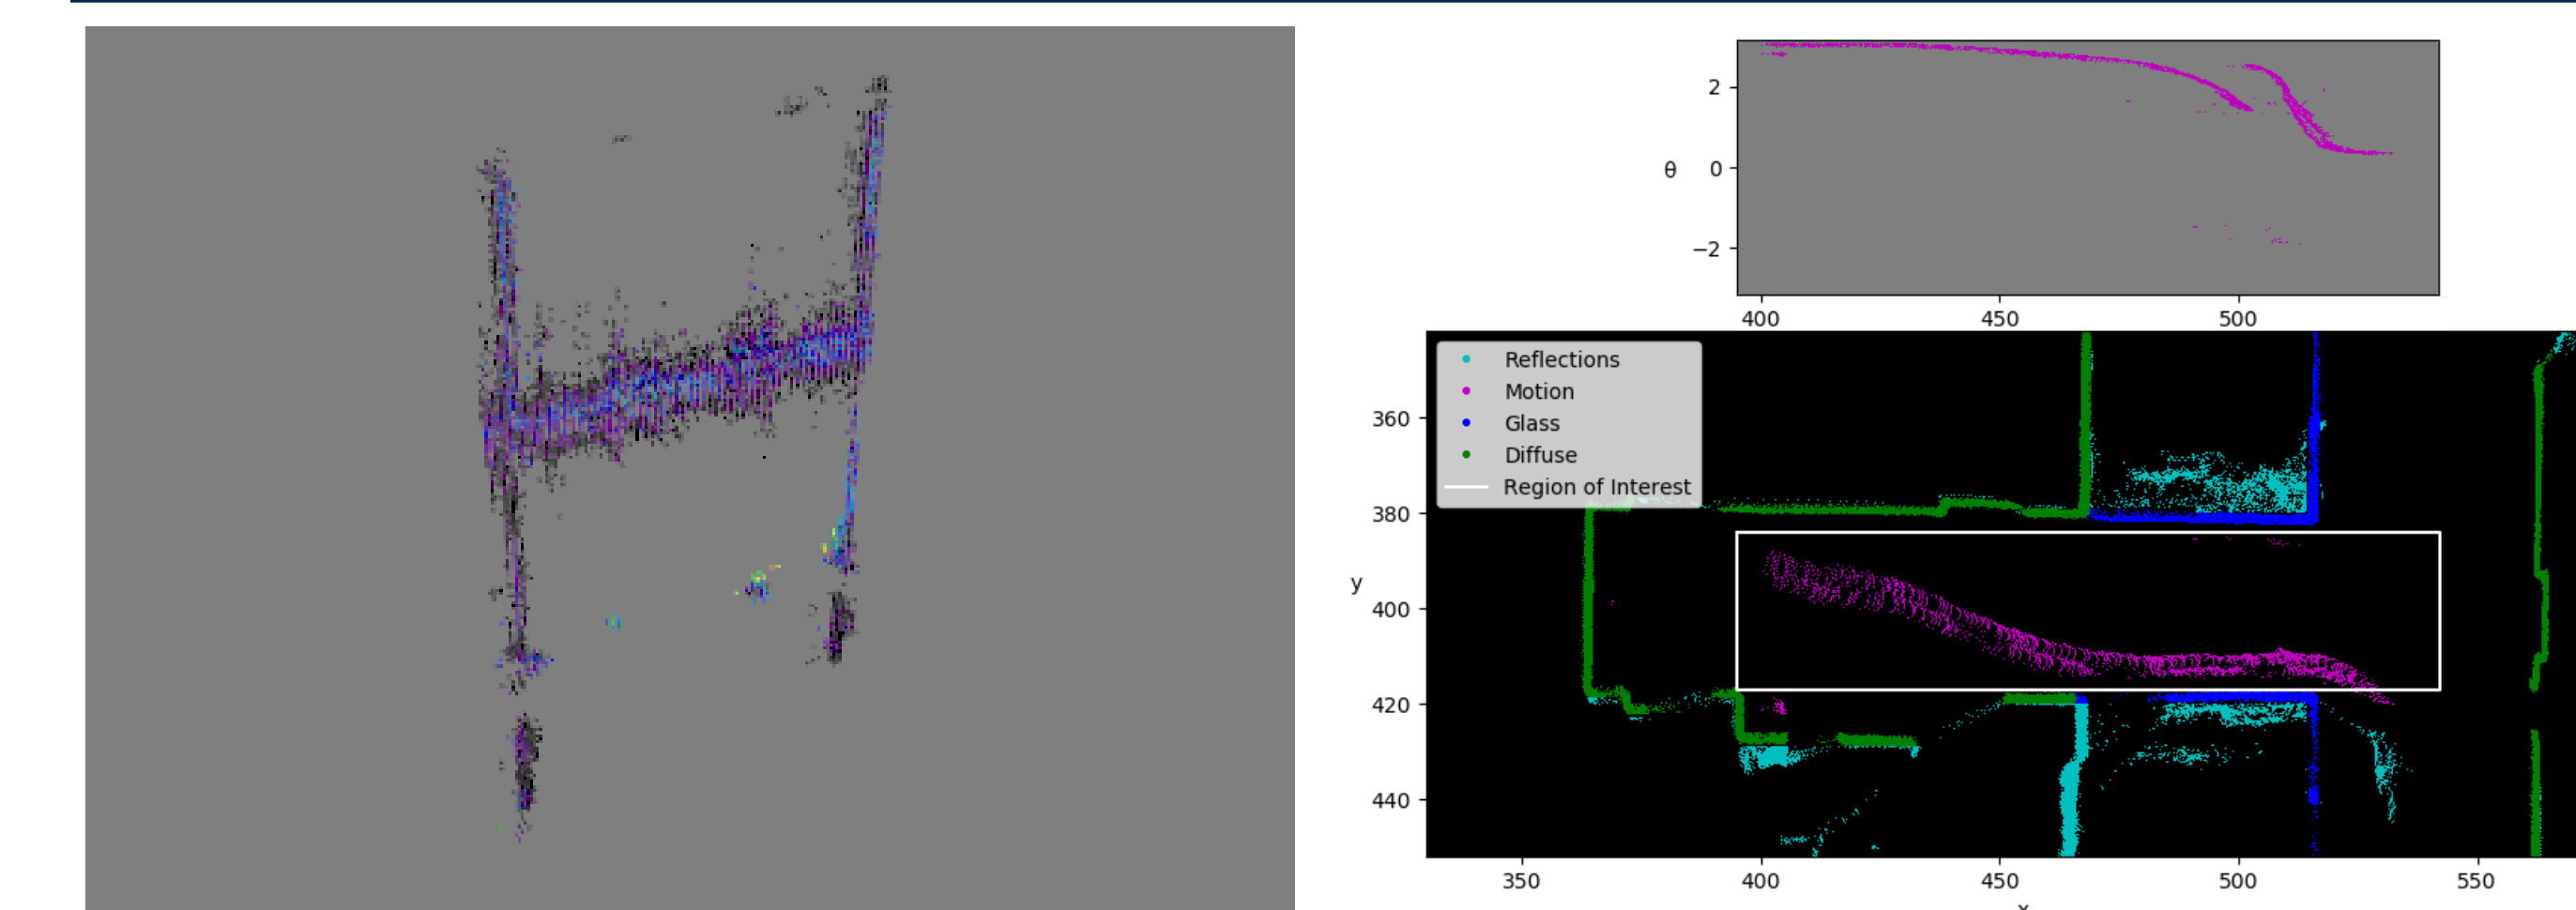 2
θ 0
−2
400 450 500
Reflections
Motion
Glass
Diffuse
Region of Interest
360
380
y
400
420
440
350 400 450 500 550
x